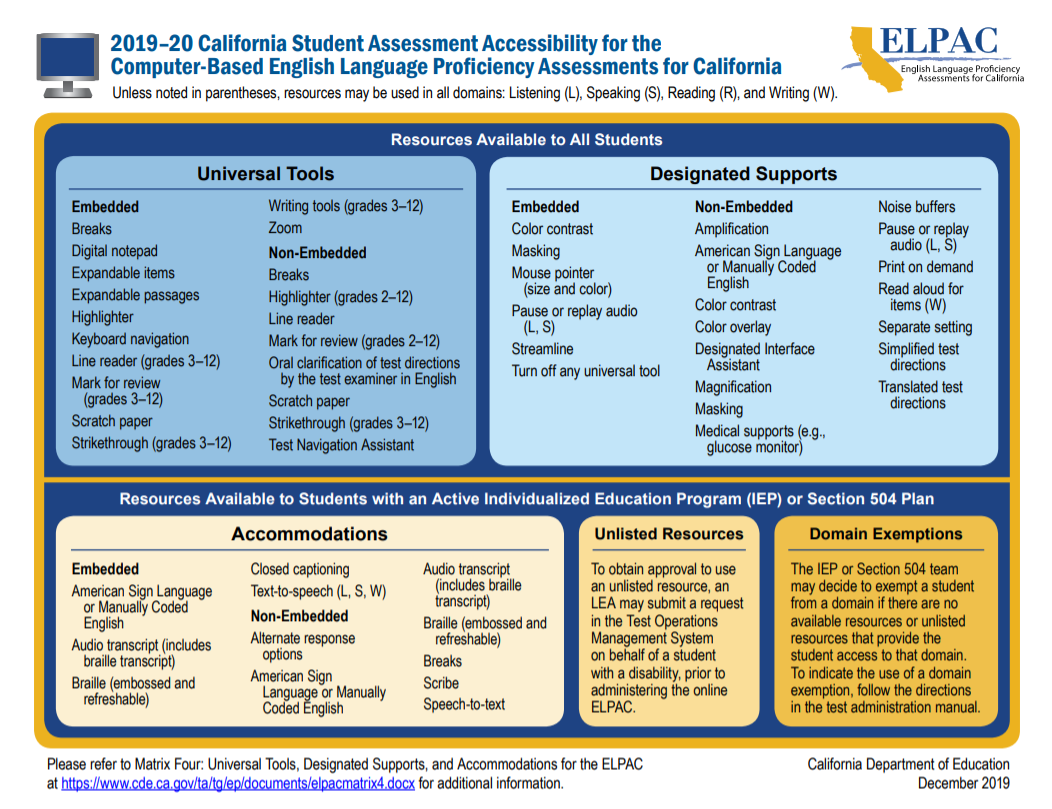 2019–20 California Student Assessment Accessibility for the
Computer-Based English Language Proficiency Assessments for California
Unless noted in parentheses, resources may be used in all domains: Listening (L), Speaking (S), Reading (R), and Writing (W).
ELPAC
English Language Proficiency
Assessments for California
Resources Available to All Students
Universal Tools
Embedded
Breaks
Digital notepad
Expandable items
Expandable passages
Highlighter
Keyboard navigation
Line reader (grades 3–12)
Mark for review
(grades 3–12)
Scratch paper
Strikethrough (grades 3–12)
Writing tools (grades 3–12)
Zoom
Non-Embedded
Breaks
Highlighter (grades 2–12)
Line reader
Mark for review (grades 2–12)
Oral clarification of test directions
by the test examiner in English
Scratch paper
Strikethrough (grades 3–12)
Test Navigation Assistant
Designated Supports
Embedded
Color contrast
Masking
Mouse pointer
(size and color)
Pause or replay audio
(L, S)
Streamline
Turn off any universal tool
Non-Embedded
Amplification
American Sign Language
or Manually Coded
English
Color contrast
Color overlay
Designated Interface
Assistant
Magnification
Masking
Medical supports (e.g.,
glucose monitor)
Noise buffers
Pause or replay
audio (L, S)
Print on demand
Read aloud for
items (W)
Separate setting
Simplified test
directions
Translated test
directions
Resources Available to Students with an Active Individualized Education Program (IEP) or Section 504 Plan
Accommodations
Embedded
American Sign Language
or Manually Coded
English
Audio transcript (includes
braille transcript)
Braille (embossed and
refreshable)
Closed captioning
Text-to-speech (L, S, W)
Non-Embedded
Alternate response
options
American Sign
Language or Manually
Coded English
Audio transcript
(includes braille
transcript)
Braille (embossed and
refreshable)
Breaks
Scribe
Speech-to-text
Unlisted Resources
To obtain approval to use
an unlisted resource, an
LEA may submit a request
in the Test Operations
Management System
on behalf of a student
with a disability, prior to
administering the online
ELPAC.
Domain Exemptions
The IEP or Section 504 team
may decide to exempt a student
from a domain if there are no
available resources or unlisted
resources that provide the
student access to that domain.
To indicate the use of a domain
exemption, follow the directions
in the test administration manual.
Please refer to Matrix Four: Universal Tools, Designated Supports, and Accommodations for the ELPAC
at https://www.cde.ca.gov/ta/tg/ep/documents/elpacmatrix4.docx for additional information.
California Department of Education
December 2019